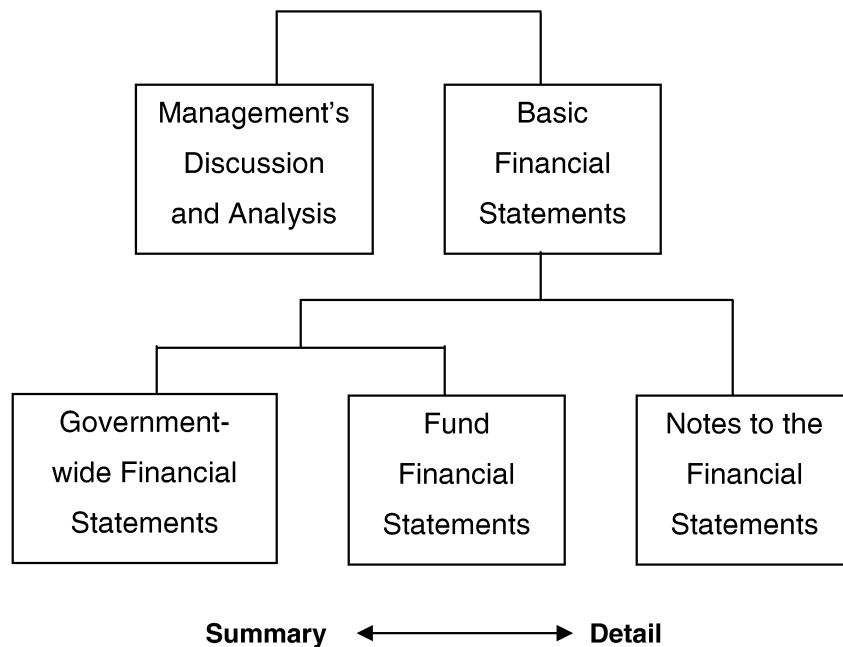 Management’s
Discussion
and Analysis
Basic
Financial
Statements
Government-
wide Financial
Statements
Fund
Financial
Statements
Notes to the
Financial
Statements
Summary
Detail